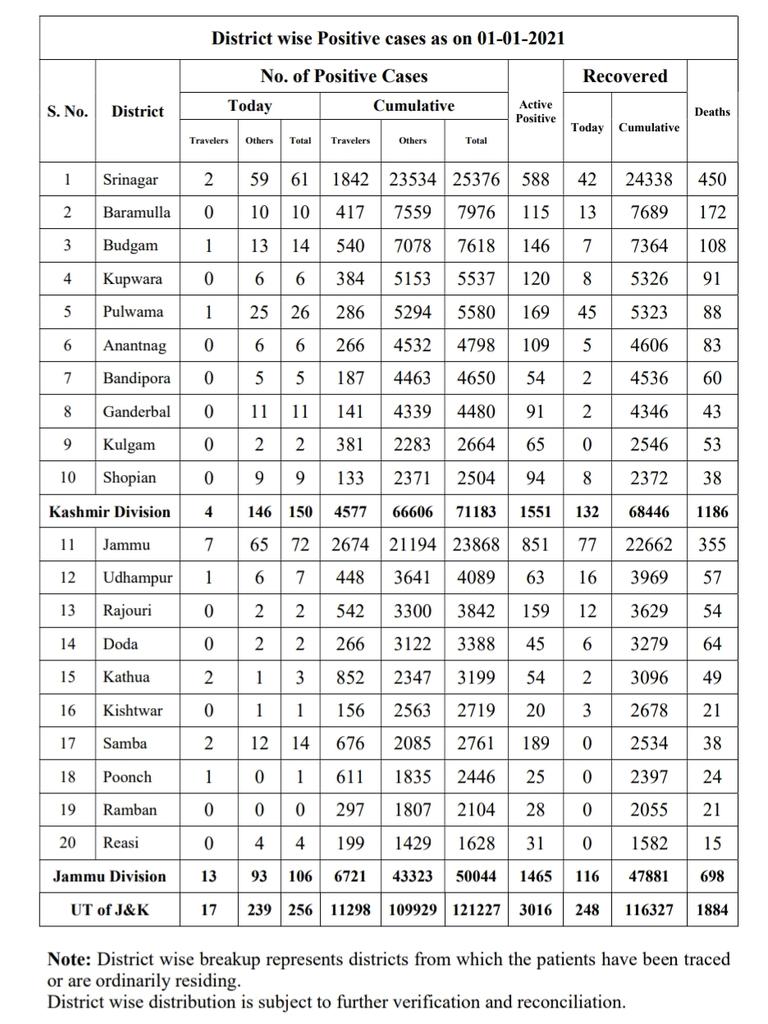 District wise Positive cases as on 01-01-2021
S. No. District No. of Positive Cases Active Positive Recovered Deaths
Today Cumulative Today Cumulative
Travelers Others Total Travelers Others Total
1 Srinagar 2 59 61 1842 23534 25376 588 42 24338 450
2 Baramulla 0 10 10 417 7559 7976 115 13 7689 172
3 Budgam 1 13 14 540 7078 7618 146 7 7364 108
4 Kupwara 0 6 6 384 5153 5537 120 8 5326 91
5 Pulwama 1 25 26 286 5294 5580 169 45 5323 88
6 Anantnag 0 6 6 266 4532 4798 109 5 4606 83
7 Bandipora 0 5 5 187 4463 4650 54 2 4536 60
8 Ganderbal 0 11 11 141 4339 4480 91 2 4346 43
9 Kulgam 0 2 2 381 2283 2664 65 0 2546 53
10 Shopian 0 9 9 133 2371 2504 94 8 2372 38
Kashmir Division 4 146 150 4577 66606 71183 1551 132 68446 1186
11 Jammu 7 65 72 2674 21194 23868 851 77 22662 355
12 Udhampur 1 6 7 448 3641 4089 63 16 3969 57
13 Rajouri 0 2 2 542 3300 3842 159 12 3629 54
14 Doda 0 2 2 266 3122 3388 45 6 3279 64
15 Kathua 2 1 3 852 2347 3199 54 2 3096 49
16 Kishtwar 0 1 1 156 2563 2719 20 3 2678 21
17 Samba 2 12 14 676 2085 2761 189 0 2534 38
18 Poonch 1 0 1 611 1835 2446 25 0 2397 24
19 Ramban 0 0 0 297 1807 2104 28 0 2055 21
20 Reasi 0 4 4 199 1429 1628 31 0 1582 15
Jammu Division 13 93 106 6721 43323 50044 1465 116 47881 698
UT of J&K 17 239 256 11298 109929 121227 3016 248 116327 1884
Note: District wise breakup represents districts from which the patients have been traced
or are ordinarily residing.
District wise distribution is subject to further verification and reconciliation.